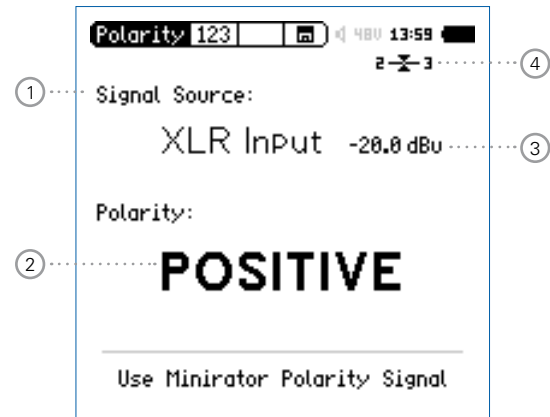 Polarity 123 48V 13:59
2 3 4
1 Signal Source:
XLR Input -20.0 dBu 3
Polarity:
2 POSITIVE
Use Minirator Polarity Signal